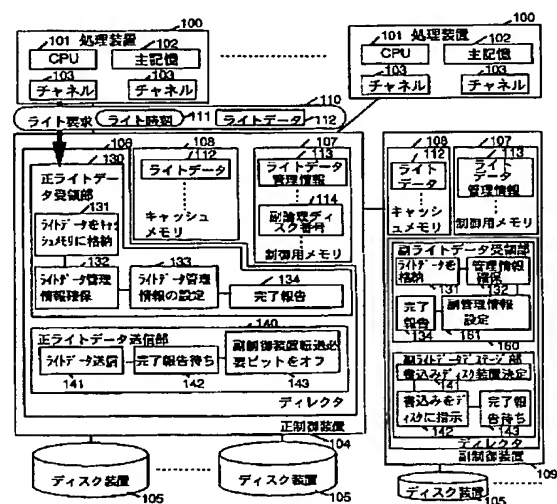 100
101 処理装置 102
CPU
主記憶
103
103
チャネル
チャネル
100
処理装置
101
102
CPU
主記憶
103
103
チャネル
チャネル
110
ライト要求
ライト時刻
111
ライトデータ
112
106
130
正ライトデータ受領部
131
ライトデータをキャッシュメモリに格納
132
ライトデータ管理情報確保
133
ライトデータ管理情報の設定
134
完了報告
108
112
ライトデータ
キャッシュメモリ
107
113
ライトデータ管理情報
114
副論理ディスク番号
制御用メモリ
140
正ライトデータ送信部
ライトデータ送信
141
完了報告待ち
142
副制御装置転送必要ビットをオフ
143
ディレクタ
正制御装置
104
ディスク装置
105
ディスク装置
105
108
112
ライトデータ
キャッシュメモリ
107
113
ライトデータ管理情報
制御用メモリ
副ライトデータ受領部
ライトデータを格納
131
管理情報確保
132
完了報告
134
副管理情報設定
161
160
副ライトデータデステージ部
書込みディスク装置決定
141
書込みをディスクに指示
142
完了報告待ち
143
ディレクタ
副制御装置
109
ディスク装置
105